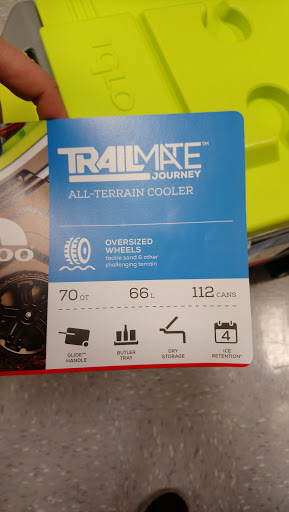 IGLOO
TRAILMATE™
JOURNEY
ALL-TERRAIN COOLER
OVERSIZED
WHEELS
tackle sand & other
challenging terrain
70 QT 66 L 112 CANS
4
GLIDE™
HANDLE
BUTLER
TRAY
DRY
STORAGE
ICE
RETENTION*